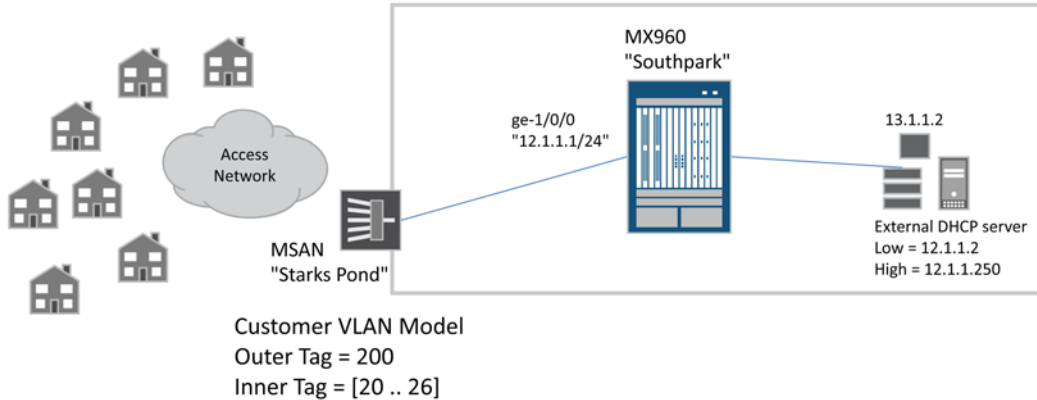 MX960
"Southpark"
ge-1/0/0
"12.1.1.1/24"
13.1.1.2
Access
Network
MSAN
"Starks Pond"
External DHCP server
Low = 12.1.1.2
High = 12.1.1.250
Customer VLAN Model
Outer Tag = 200
Inner Tag = [20 .. 26]